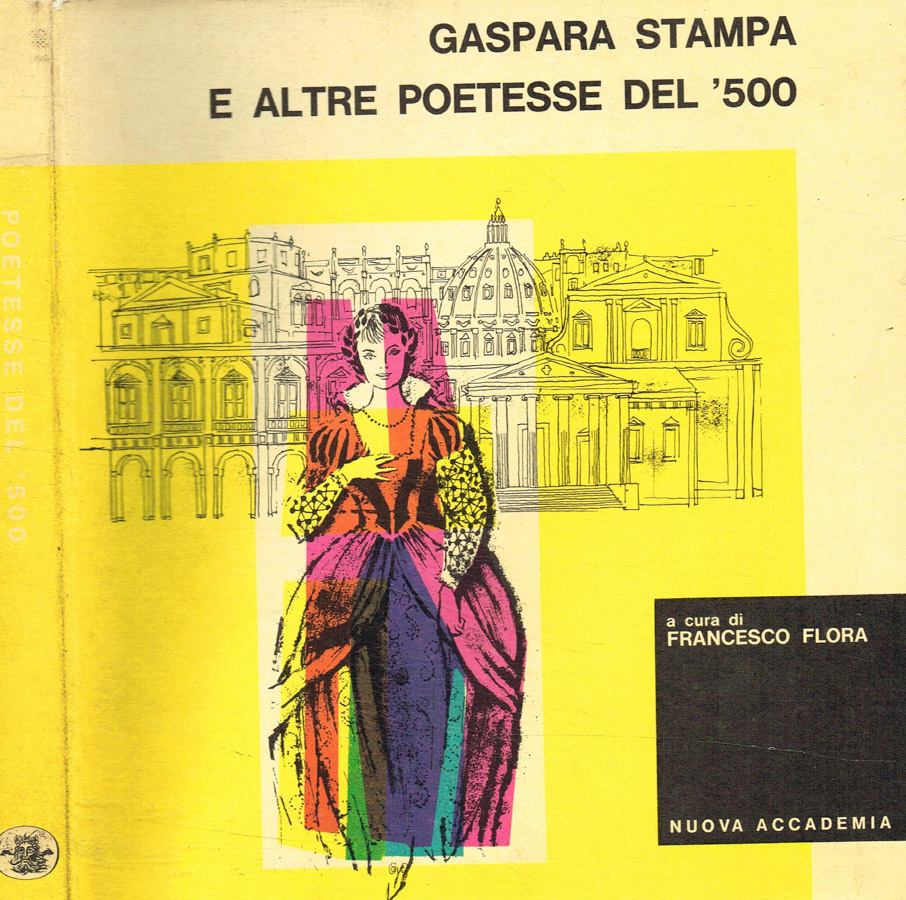 GASPARA STAMPA
E ALTRE POETESSE DEL '500
POETESSE DEL '500
a cura di
FRANCESCO FLORA
NUOVA ACCADEMIA